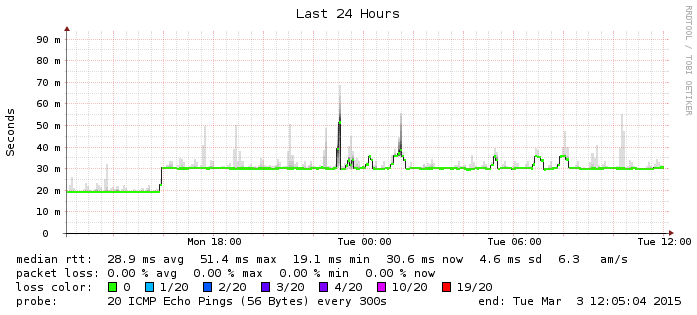 Last 24 Hours
RRDTOOL / TOBI OETIKER
Seconds
90 m
80 m
70 m
60 m
50 m
40 m
30 m
20 m
10 m
0
Mon 18:00 Tue 00:00 Tue 06:00 Tue 12:00
median rtt: 28.9 ms avg 51.4 ms max 19.1 ms min 30.6 ms now 4.6 ms sd 6.3 am/s
packet loss: 0.00 % avg 0.00 % max 0.00 % min 0.00 % now
loss color: 0 1/20 2/20 3/20 4/20 10/20 19/20
probe: 20 ICMP Echo Pings (56 Bytes) every 300s end: Tue Mar 3 12:05:04 2015